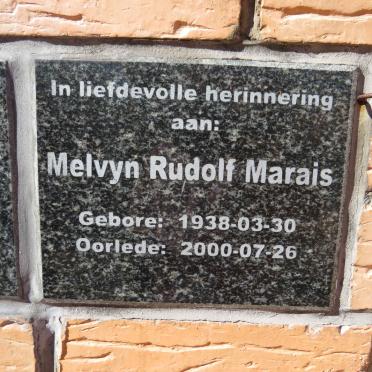 In liefdevolle herinnering
aan:
Melvyn Rudolf Marais
Gebore: 1938-03-30
Oorlede: 2000-07-26